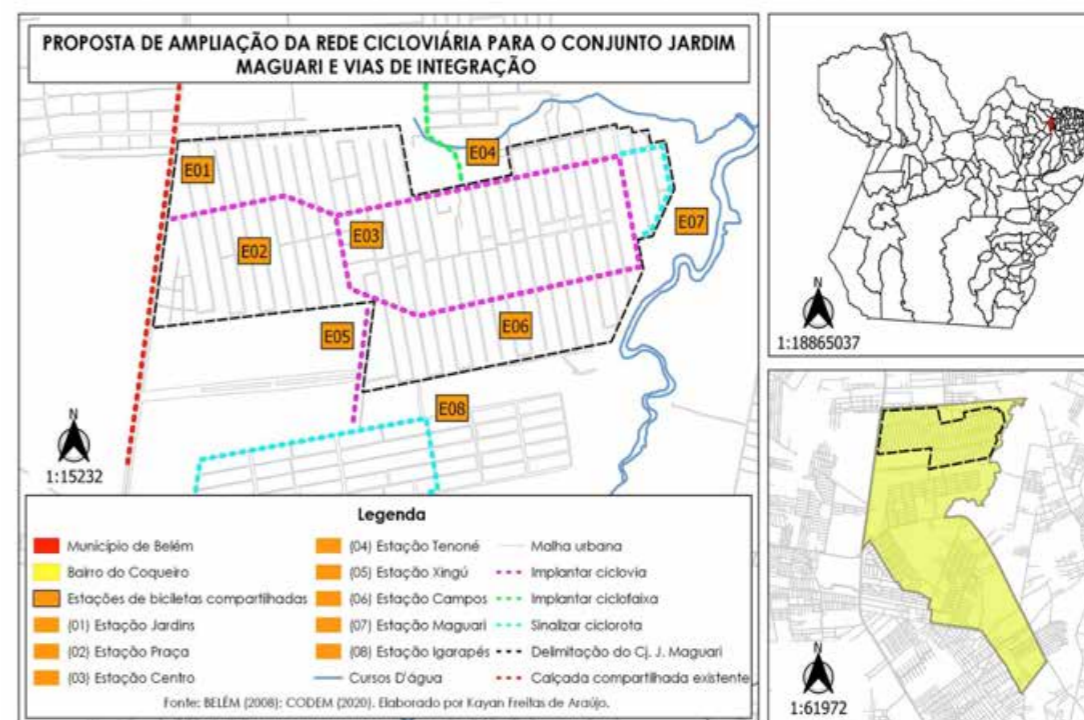 PROPOSTA DE AMPLIAÇÃO DA REDE CICLOVIÁRIA PARA O CONJUNTO JARDIM
MAGUARI E VIAS DE INTEGRAÇÃO
E01
E02
E03
E04
E05
E06
E07
E08
N
1:15232
N
1:18865037
N
1:61972
Legenda
Município de Belém
Bairro do Coqueiro
Estações de biciletas compartilhadas
(01) Estação Jardins
(02) Estação Praça
(03) Estação Centro
(04) Estação Tenoné
(05) Estação Xingú
(06) Estação Campos
(07) Estação Maguari
(08) Estação Igarapés
Cursos D'água
Malha urbana
Implantar ciclovia
Implantar ciclofaixa
Sinalizar ciclorota
Delimitação do Cj. J. Maguari
Calçada compartilhada existente
Fonte: BELÉM (2008); CODEM (2020). Elaborado por Kayan Freitas de Araújo.